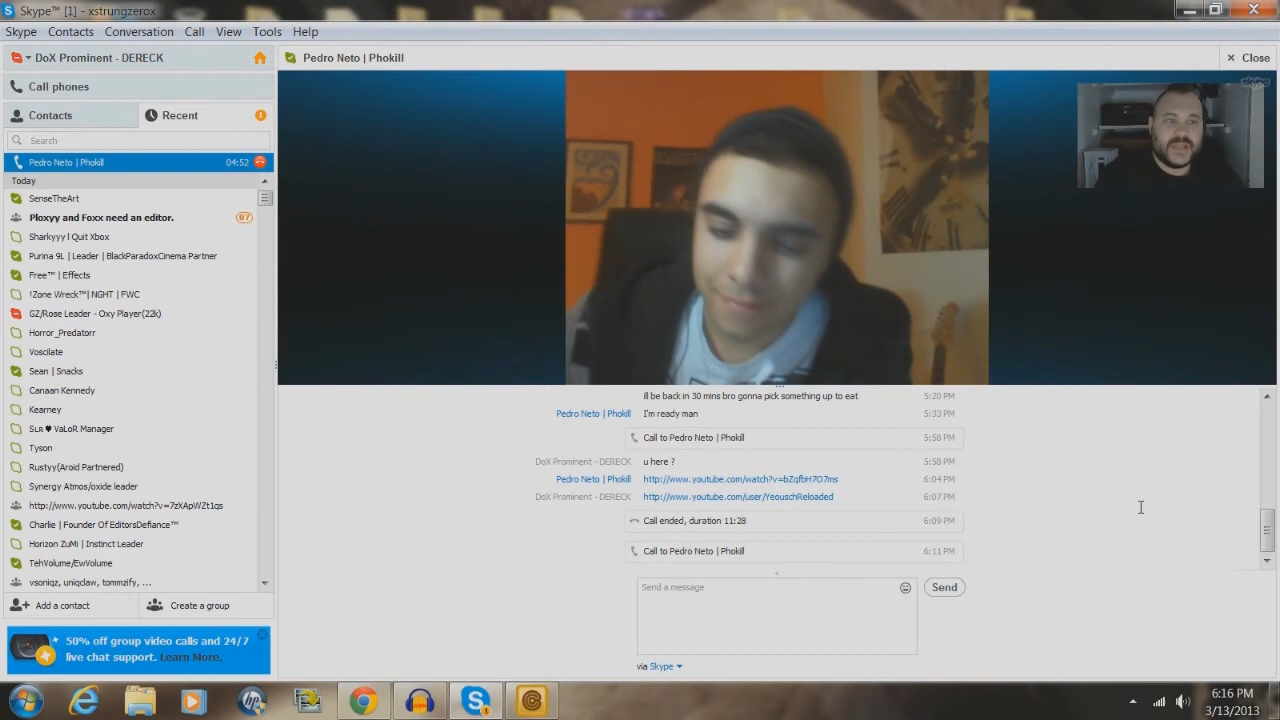 Skype™ [1] - xstrungzerox
Skype Contacts Conversation Call View Tools Help
DoX Prominent - DERECK
Pedro Neto | Phokill
Close
Call phones
Contacts
Recent
Search
Pedro Neto | Phokill 04:52
Today
SenseTheArt
Ploxyy and Foxx need an editor. 87
Sharkyyy l Quit Xbox
Purina 9L | Leader | BlackParadoxCinema Partner
Free™ | Effects
!Zone Wreck™| NGHT | FWC
GZ/Rose Leader - Oxy Player(22k)
Horror_Predatorr
Voscilate
Sean | Snacks
Canaan Kennedy
Kearney
SLR ♥ VaLoR Manager
Tyson
Rustyy(Aroid Partnered)
Synergy Atmos/oxide leader
http://www.youtube.com/watch?v=7zXApWZt1qs
Charlie | Founder Of EditorsDefiance™
Horizon ZuMi | Instinct Leader
TehVolume/EwVolume
vsoniqz, uniqclaw, tommzify, ...
Add a contact
Create a group
50% off group video calls and 24/7
live chat support. Learn More.
skype
ill be back in 30 mins bro gonna pick something up to eat 5:20 PM
Pedro Neto | Phokill I'm ready man 5:33 PM
Call to Pedro Neto | Phokill 5:58 PM
DoX Prominent - DERECK u here ? 5:58 PM
Pedro Neto | Phokill http://www.youtube.com/watch?v=bZqfbH7O7ms 6:04 PM
DoX Prominent - DERECK http://www.youtube.com/user/YeouschReloaded 6:07 PM
Call ended, duration 11:28 6:09 PM
Call to Pedro Neto | Phokill 6:11 PM
Send a message
Send
via Skype
6:16 PM
3/13/2013